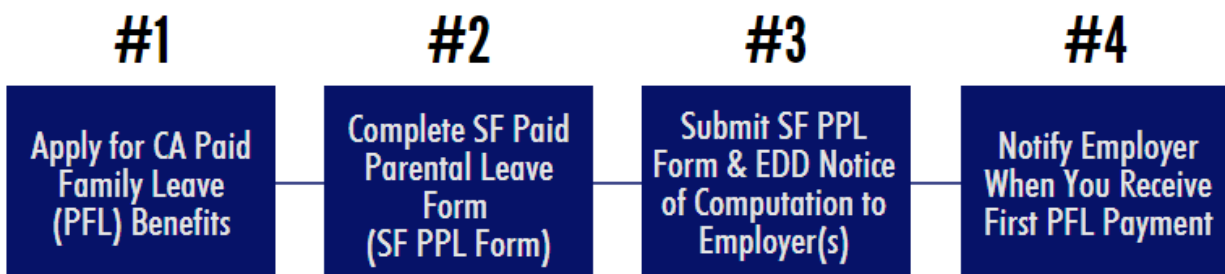 #1
Apply for CA Paid
Family Leave
(PFL) Benefits
#2
Complete SF Paid
Parental Leave
Form
(SF PPL Form)
#3
Submit SF PPL
Form & EDD Notice
of Computation to
Employer(s)
#4
Notify Employer
When You Receive
First PFL Payment